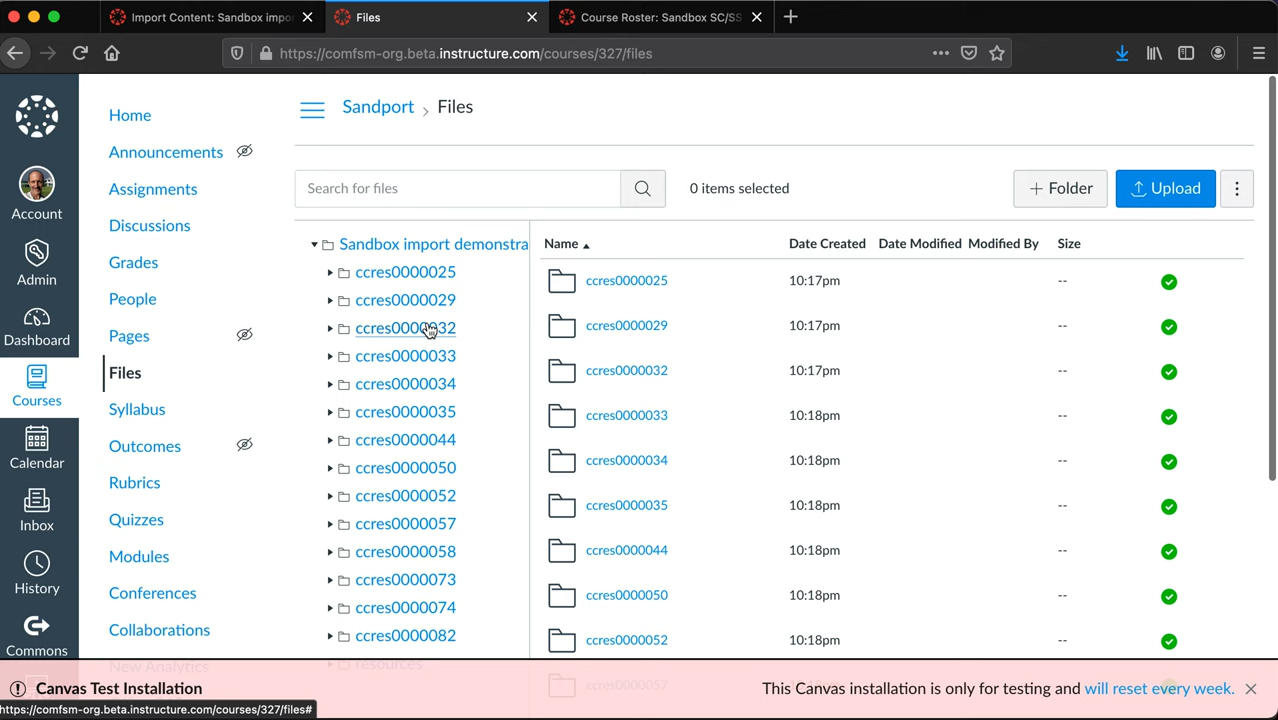 Import Content: Sandbox impor
Files
Course Roster: Sandbox SC/SS
https://comfsm-org.beta.instructure.com/courses/327/files
Account
Admin
Dashboard
Courses
Calendar
Inbox
History
Commons
Home
Announcements
Assignments
Discussions
Grades
People
Pages
Files
Syllabus
Outcomes
Rubrics
Quizzes
Modules
Conferences
Collaborations
New Analytics
Sandport > Files
Search for files
0 items selected
+ Folder
Upload
Sandbox import demonstra
ccres0000025
ccres0000029
ccres0000032
ccres0000033
ccres0000034
ccres0000035
ccres0000044
ccres0000050
ccres0000052
ccres0000057
ccres0000058
ccres0000073
ccres0000074
ccres0000082
resources
Name Date Created Date Modified Modified By Size
ccres0000025 10:17pm --
ccres0000029 10:17pm --
ccres0000032 10:17pm --
ccres0000033 10:18pm --
ccres0000034 10:18pm --
ccres0000035 10:18pm --
ccres0000044 10:18pm --
ccres0000050 10:18pm --
ccres0000052 10:18pm --
ccres0000057
Canvas Test Installation
This Canvas installation is only for testing and will reset every week.
https://comfsm-org.beta.instructure.com/courses/327/files#